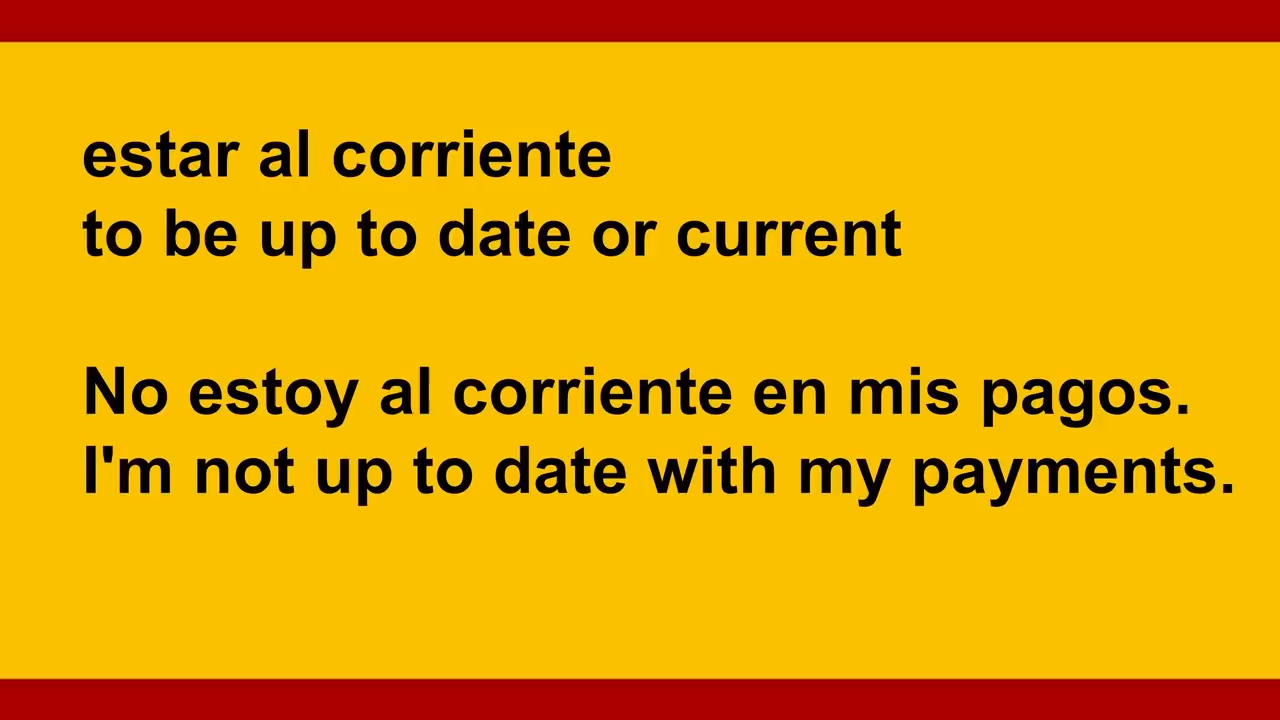 estar al corriente
to be up to date or current
No estoy al corriente en mis pagos.
I'm not up to date with my payments.